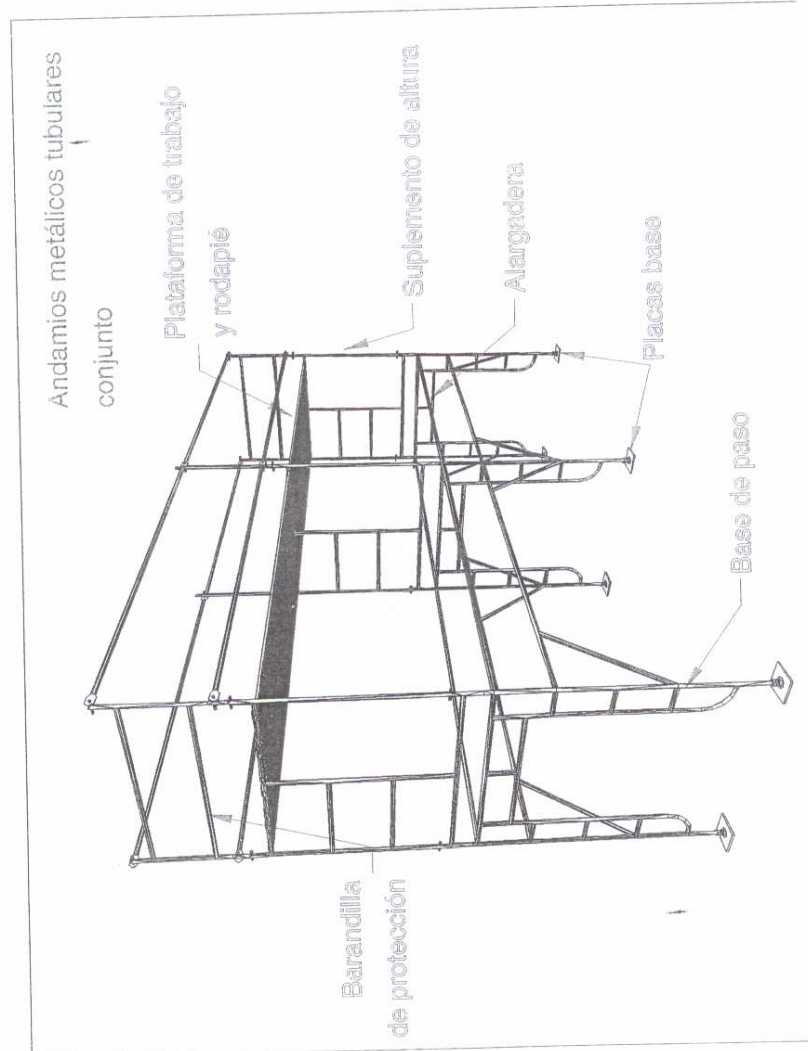 Andamios metálicos tubulares
conjunto
Plataforma de trabajo
y rodapié
Suplemento de altura
Alargadera
Placas base
Base de paso
Barandilla
de protección